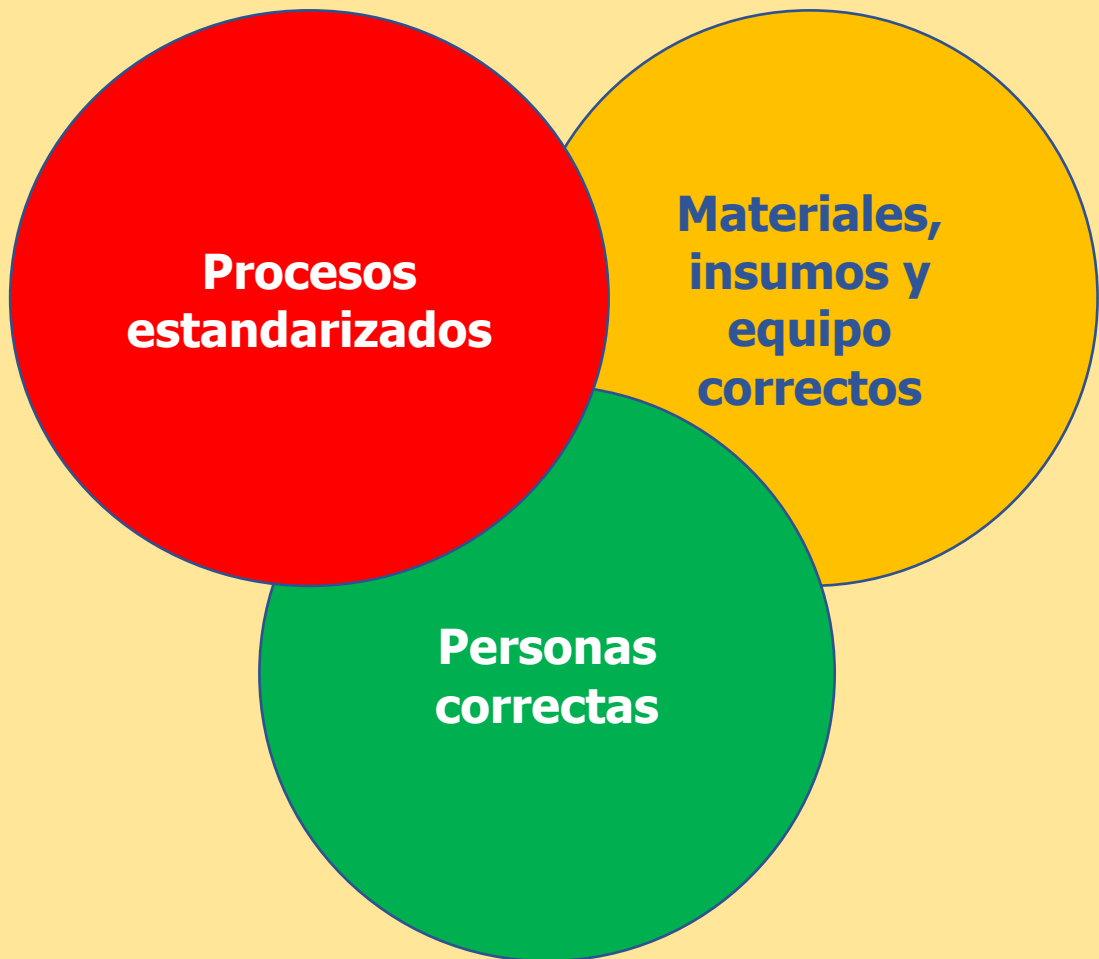 Procesos
estandarizados
Materiales,
insumos y
equipo
correctos
Personas
correctas